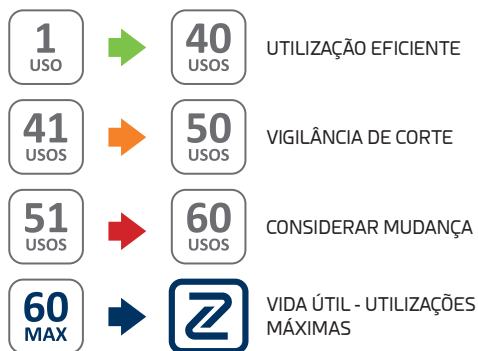 1
USO
40
USOS
UTILIZAÇÃO EFICIENTE
41
USOS
50
USOS
VIGILÂNCIA DE CORTE
51
USOS
60
USOS
CONSIDERAR MUDANÇA
60
MAX
Z
VIDA ÚTIL - UTILIZAÇÕES
MÁXIMAS